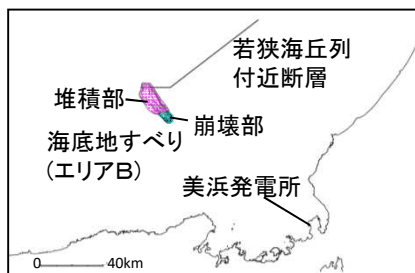 若狭海丘列
付近断層
堆積部
崩壊部
海底地すべり
(エリアB)
美浜発電所
0 40km